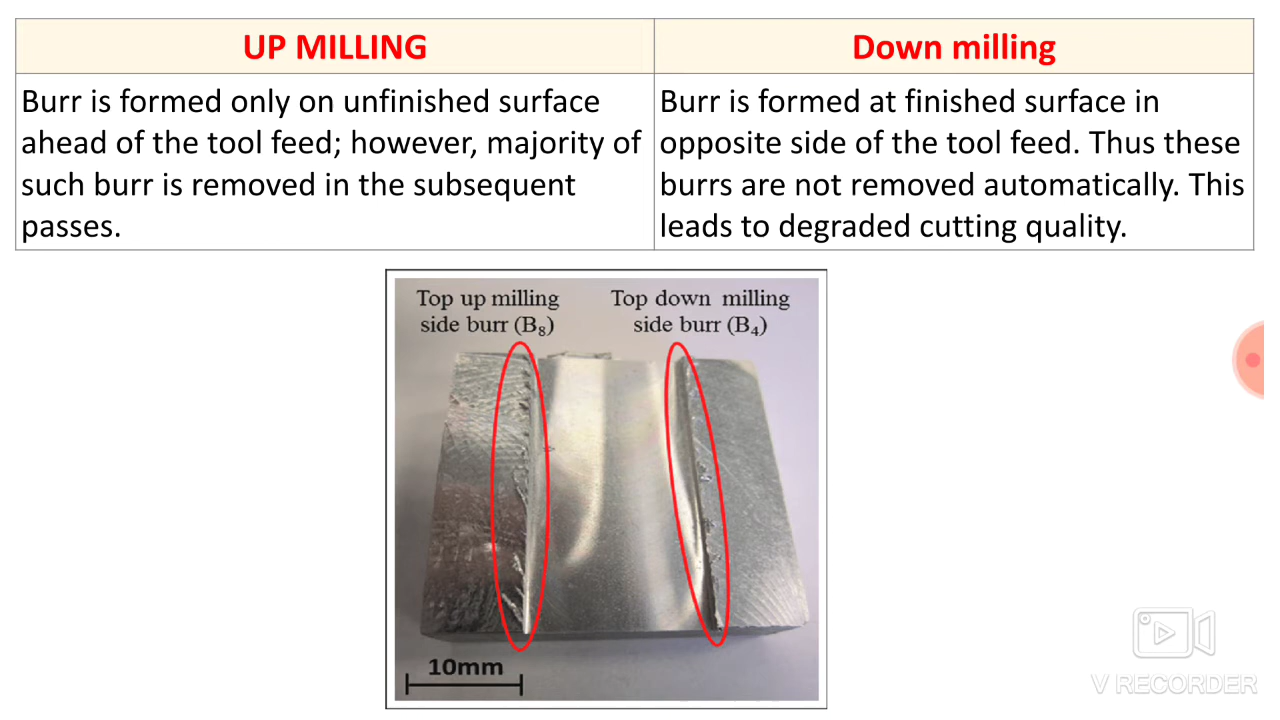 UP MILLING
Down milling
Burr is formed only on unfinished surface
ahead of the tool feed; however, majority of
such burr is removed in the subsequent
passes.
Burr is formed at finished surface in
opposite side of the tool feed. Thus these
burrs are not removed automatically. This
leads to degraded cutting quality.
Top up milling
side burr (B₈)
Top down milling
side burr (B₄)
10mm
V RECORDER